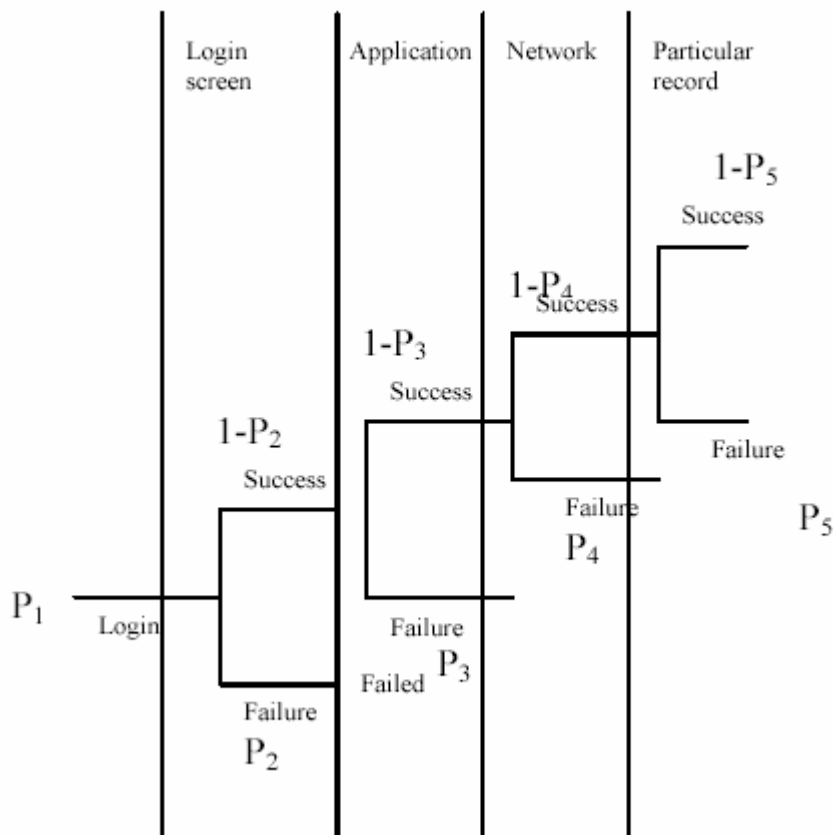 Login
screen
Application
Network
Particular
record
1-P₅
Success
1-P₄
Success
1-P₃
Success
Failure
1-P₂
Success
Failure
P₅
P₄
P₁
Login
Failure
P₃
Failed
Failure
P₂